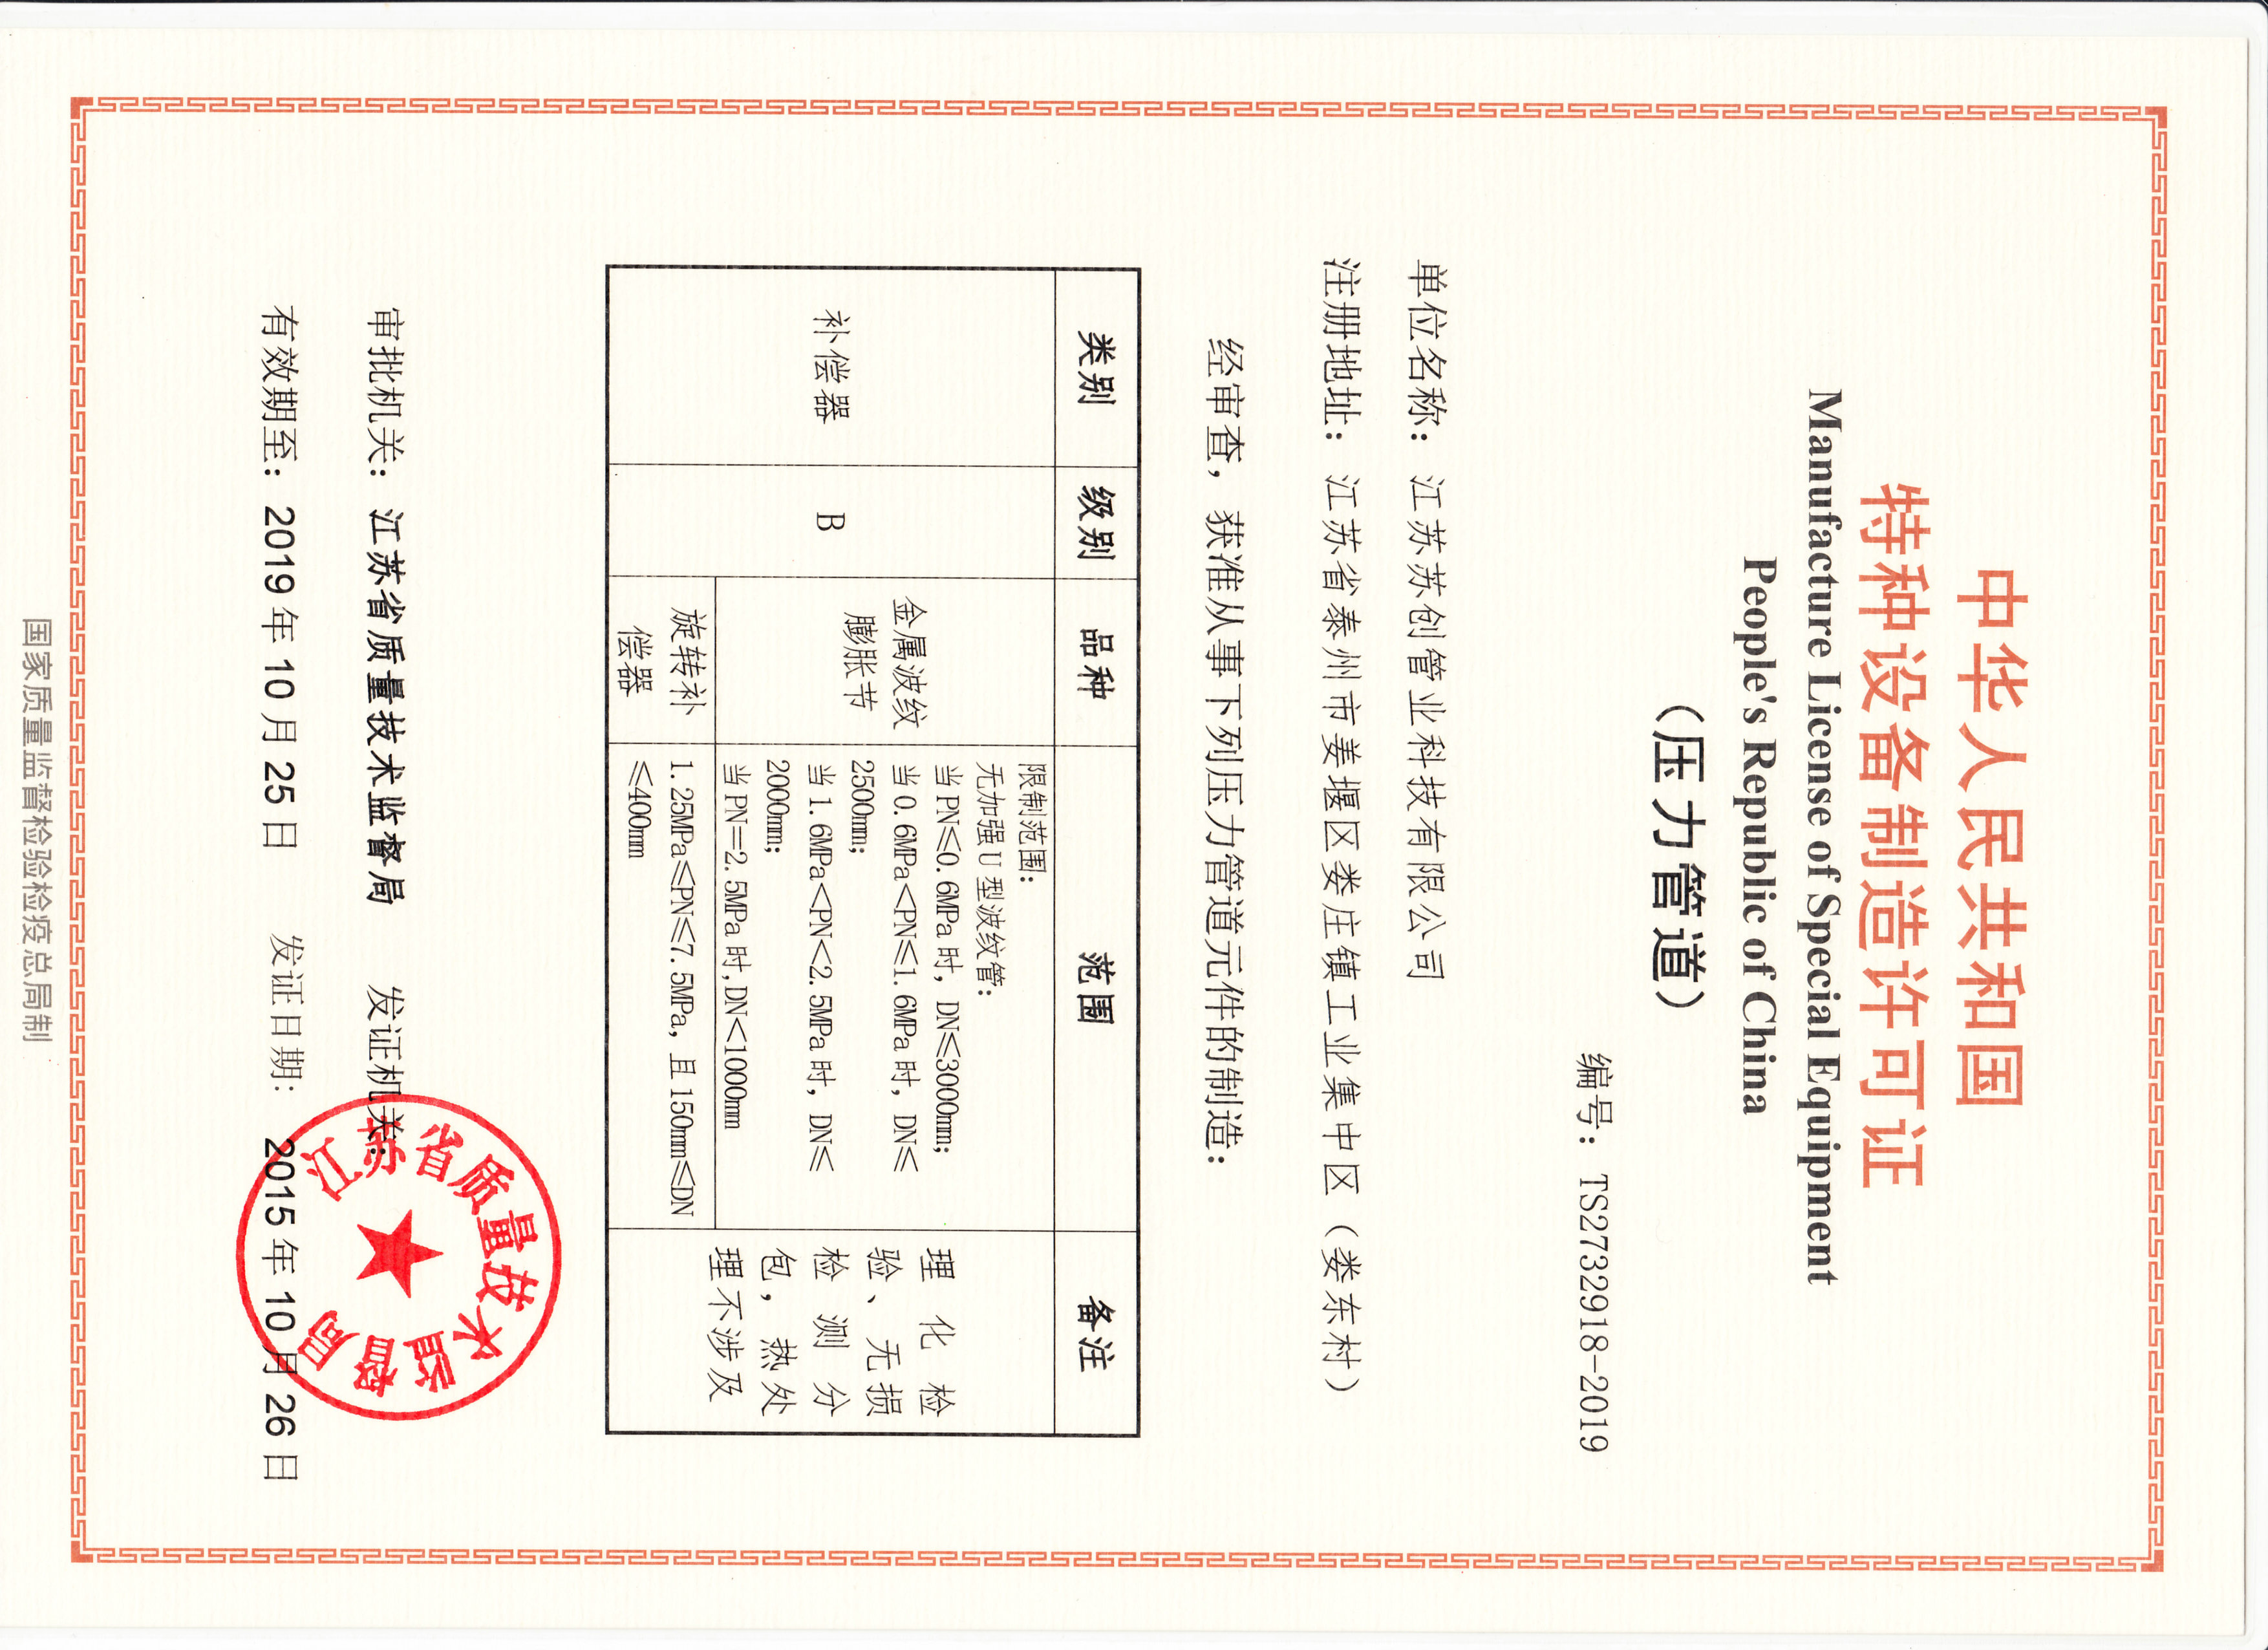 中华人民共和国
特种设备制造许可证
Manufacture License of Special Equipment
People's Republic of China
（压力管道）
编号：TS2732918-2019
单位名称：江苏苏创管业科技有限公司
注册地址：江苏省泰州市姜堰区娄庄镇工业集中区（娄东村）
经审查，获准从事下列压力管道元件的制造：
类别 级别 品种 范围 备注
补偿器
B
金属波纹
膨胀节
限制范围：
无加强U型波纹管：
当PN≤0.6MPa时，DN≤3000mm;
当0.6MPa<PN≤1.6MPa时，DN≤
2500mm;
当1.6MPa<PN<2.5MPa时，DN≤
2000mm;
当PN=2.5MPa时,DN<1000mm
旋转补
偿器
1.25MPa≤PN≤7.5MPa，且150mm≤DN
≤400mm
理化检
验、无损
检测分
包，热处
理不涉及
审批机关：江苏省质量技术监督局 发证机关：
有效期至：2019年10月25日 发证日期：2015年10月26日
江苏省质量技术监督局
国家质量监督检验检疫总局制